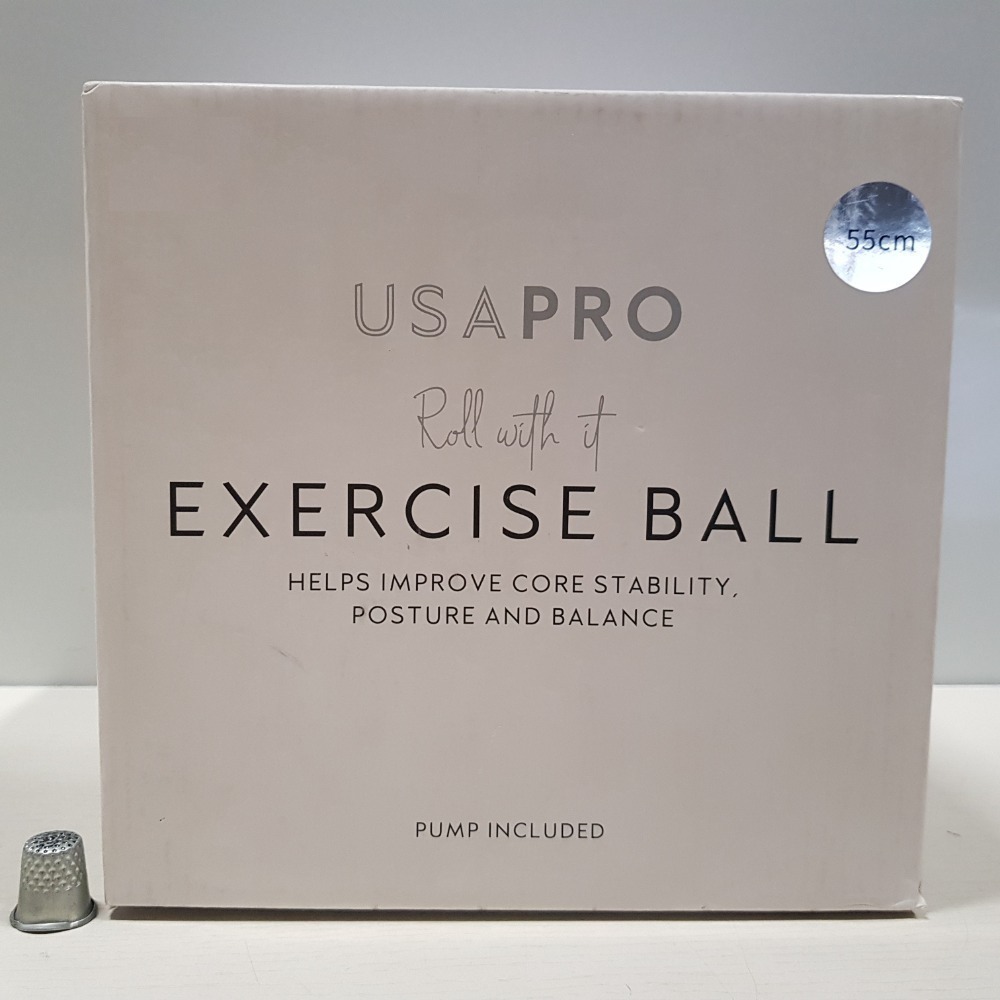 55cm
USAPRO
Roll with it
EXERCISE BALL
HELPS IMPROVE CORE STABILITY,
POSTURE AND BALANCE
PUMP INCLUDED